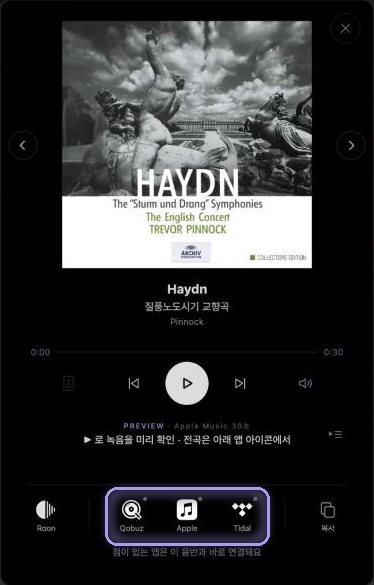 HAYDN
The "Sturm und Drang" Symphonies
The English Concert
TREVOR PINNOCK
ARCHIV
PRODUKTION
COLLECTORS EDITION
Haydn
질풍노도시기 교향곡
Pinnock
0:00 0:30
PREVIEW · Apple Music 30초
▶ 로 녹음을 미리 확인 · 전곡은 아래 앱 아이콘에서
Roon Qobuz Apple Tidal 복사
점이 있는 앱은 이 음반과 바로 연결돼요